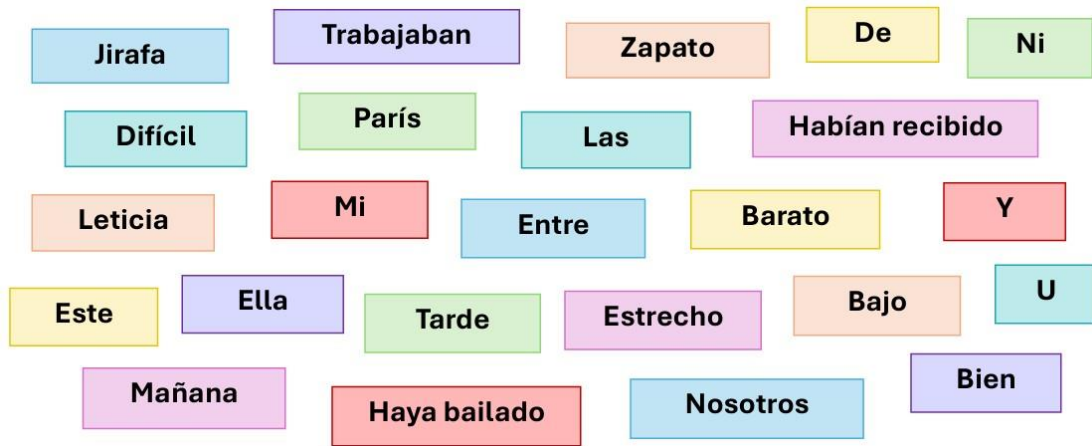 Jirafa
Trabajaban
Zapato
De
Ni
Difícil
París
Las
Habían recibido
Leticia
Mi
Entre
Barato
Y
Este
Ella
Tarde
Estrecho
Bajo
U
Mañana
Haya bailado
Nosotros
Bien